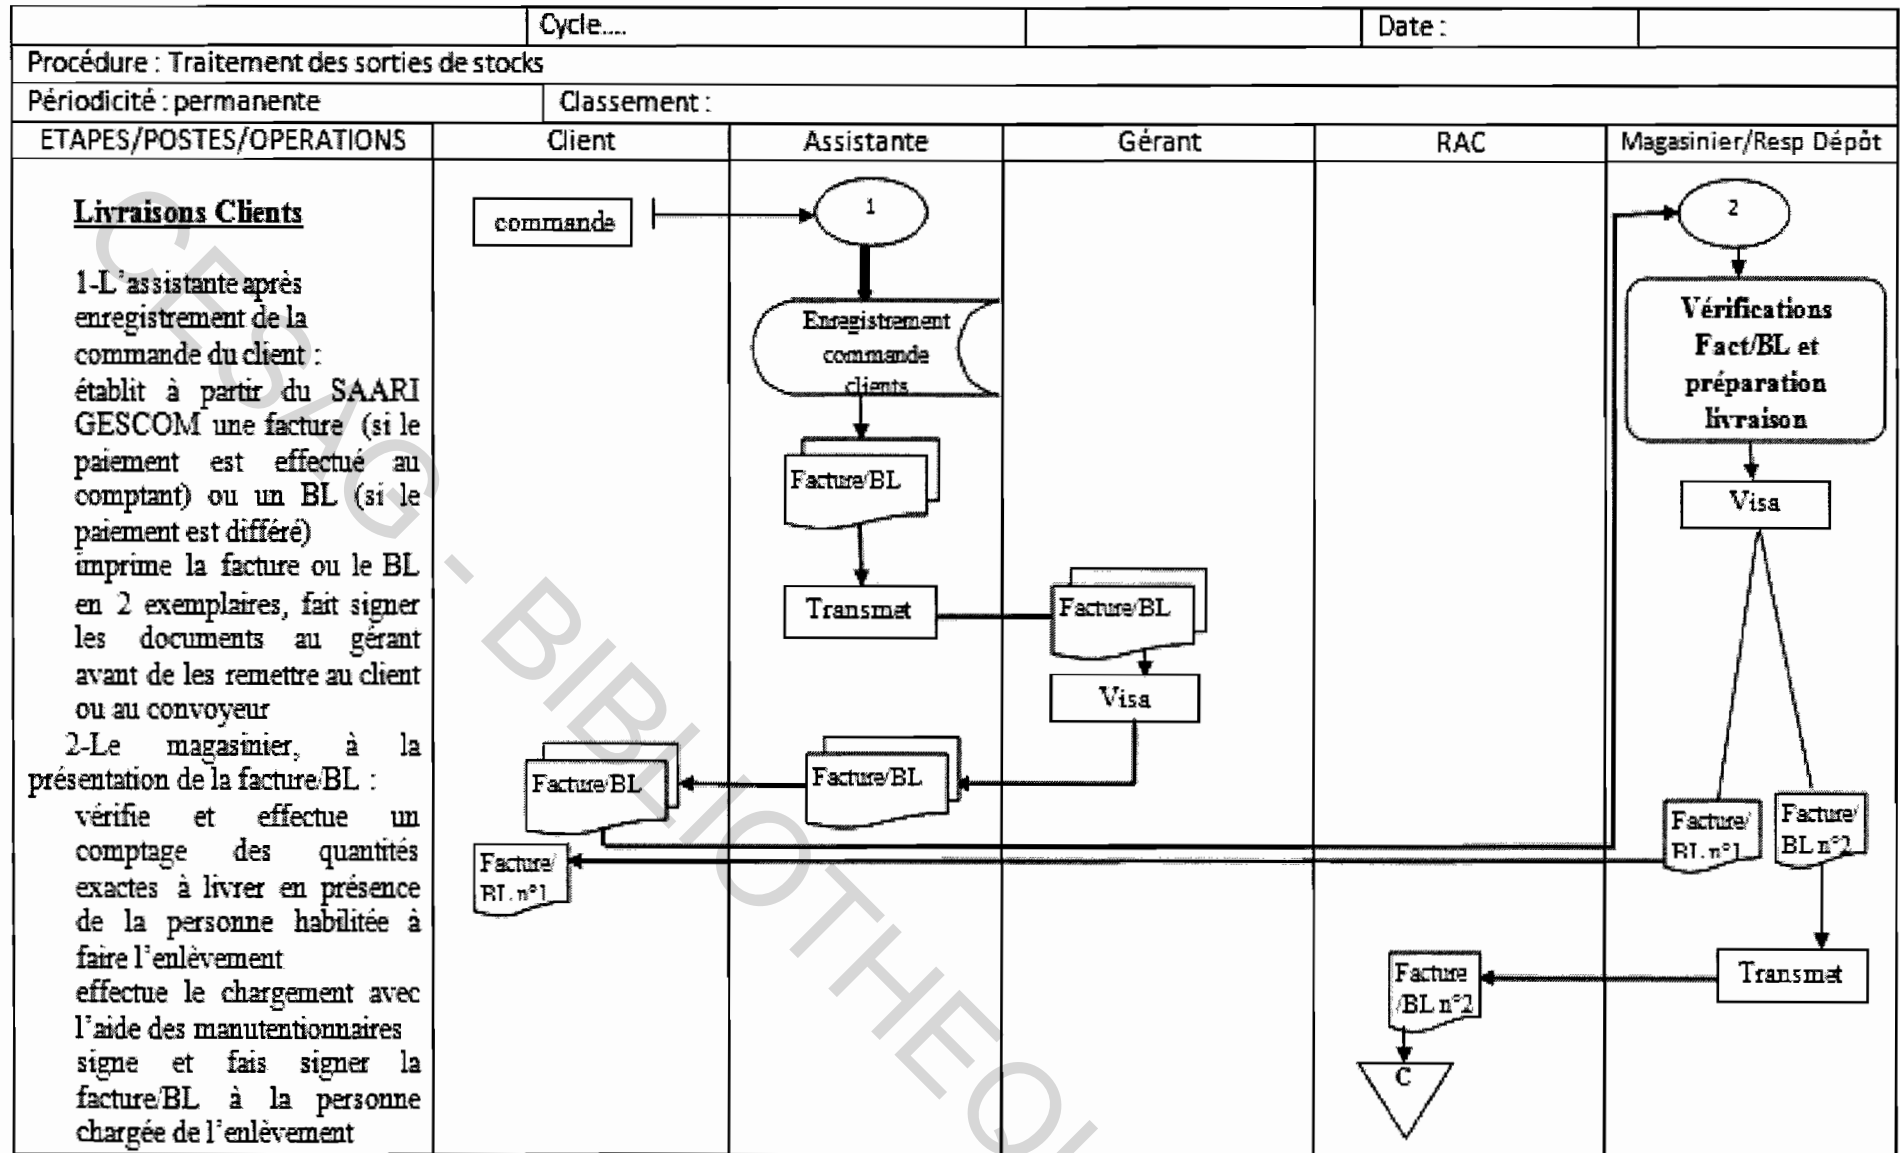 Cycle....
Date :
Procédure : Traitement des sorties de stocks
Périodicité : permanente
Classement :
ETAPES/POSTES/OPERATIONS
Client
Assistante
Gérant
RAC
Magasinier/Resp Dépôt
Livraisons Clients
1-L'assistante après
enregistrement de la
commande du client :
établit à partir du SAARI
GESCOM une facture (si le
paiement est effectué au
comptant) ou un BL (si le
paiement est différé)
imprime la facture ou le BL
en 2 exemplaires, fait signer
les documents au gérant
avant de les remettre au client
ou au convoyeur
2-Le magasinier, à la
présentation de la facture/BL :
vérifie et effectue un
comptage des quantités
exactes à livrer en présence
de la personne habilitée à
faire l'enlèvement
effectue le chargement avec
l'aide des manutentionnaires
signe et fais signer la
facture/BL à la personne
chargée de l'enlèvement
commande
Facture/BL
Facture/
BL n°1
1
Enregistrement
commande
clients
Facture/BL
Transmet
Facture/BL
Facture/BL
Visa
Facture
/BL n°2
C
2
Vérifications
Fact/BL et
préparation
livraison
Visa
Facture/
BL n°1
Facture/
BL n°2
Transmet
CESAG - BIBLIOTHEQU